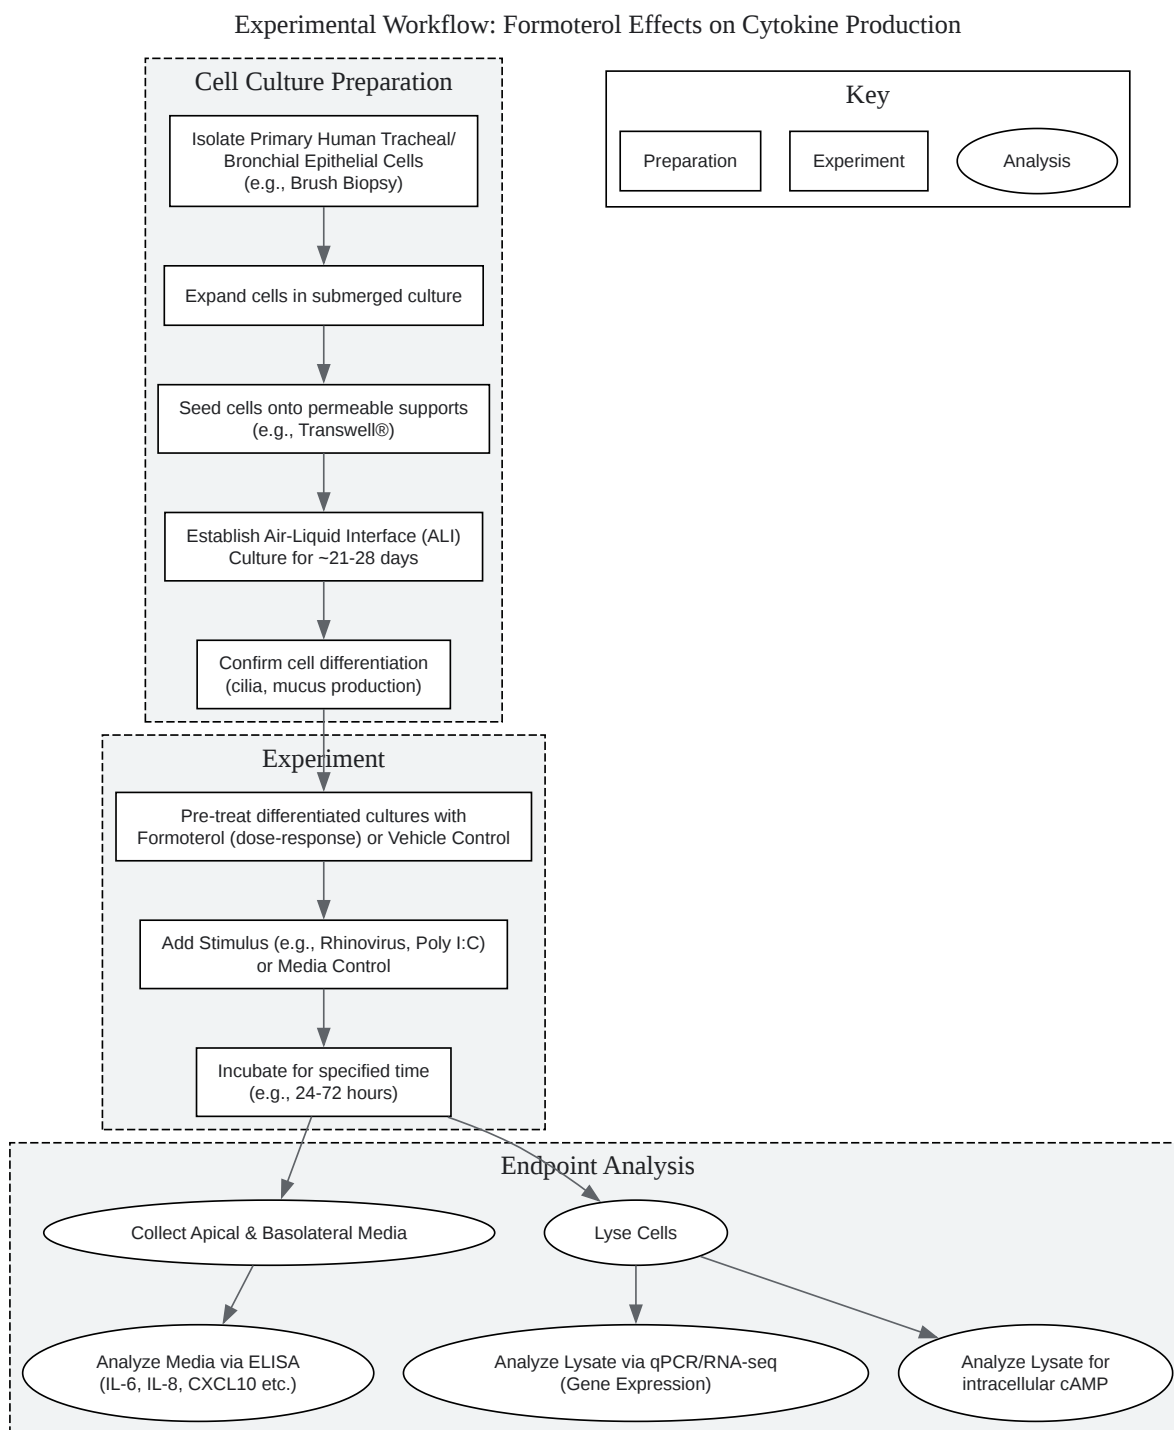 Experimental Workflow: Formoterol Effects on Cytokine Production
Cell Culture Preparation
Isolate Primary Human Tracheal/
Bronchial Epithelial Cells
(e.g., Brush Biopsy)
Expand cells in submerged culture
Seed cells onto permeable supports
(e.g., Transwell®)
Establish Air-Liquid Interface (ALI)
Culture for ~21-28 days
Confirm cell differentiation
(cilia, mucus production)
Key
Preparation
Experiment
Analysis
Experiment
Pre-treat differentiated cultures with
Formoterol (dose-response) or Vehicle Control
Add Stimulus (e.g., Rhinovirus, Poly I:C)
or Media Control
Incubate for specified time
(e.g., 24-72 hours)
Endpoint Analysis
Collect Apical & Basolateral Media
Lyse Cells
Analyze Media via ELISA
(IL-6, IL-8, CXCL10 etc.)
Analyze Lysate via qPCR/RNA-seq
(Gene Expression)
Analyze Lysate for
intracellular cAMP